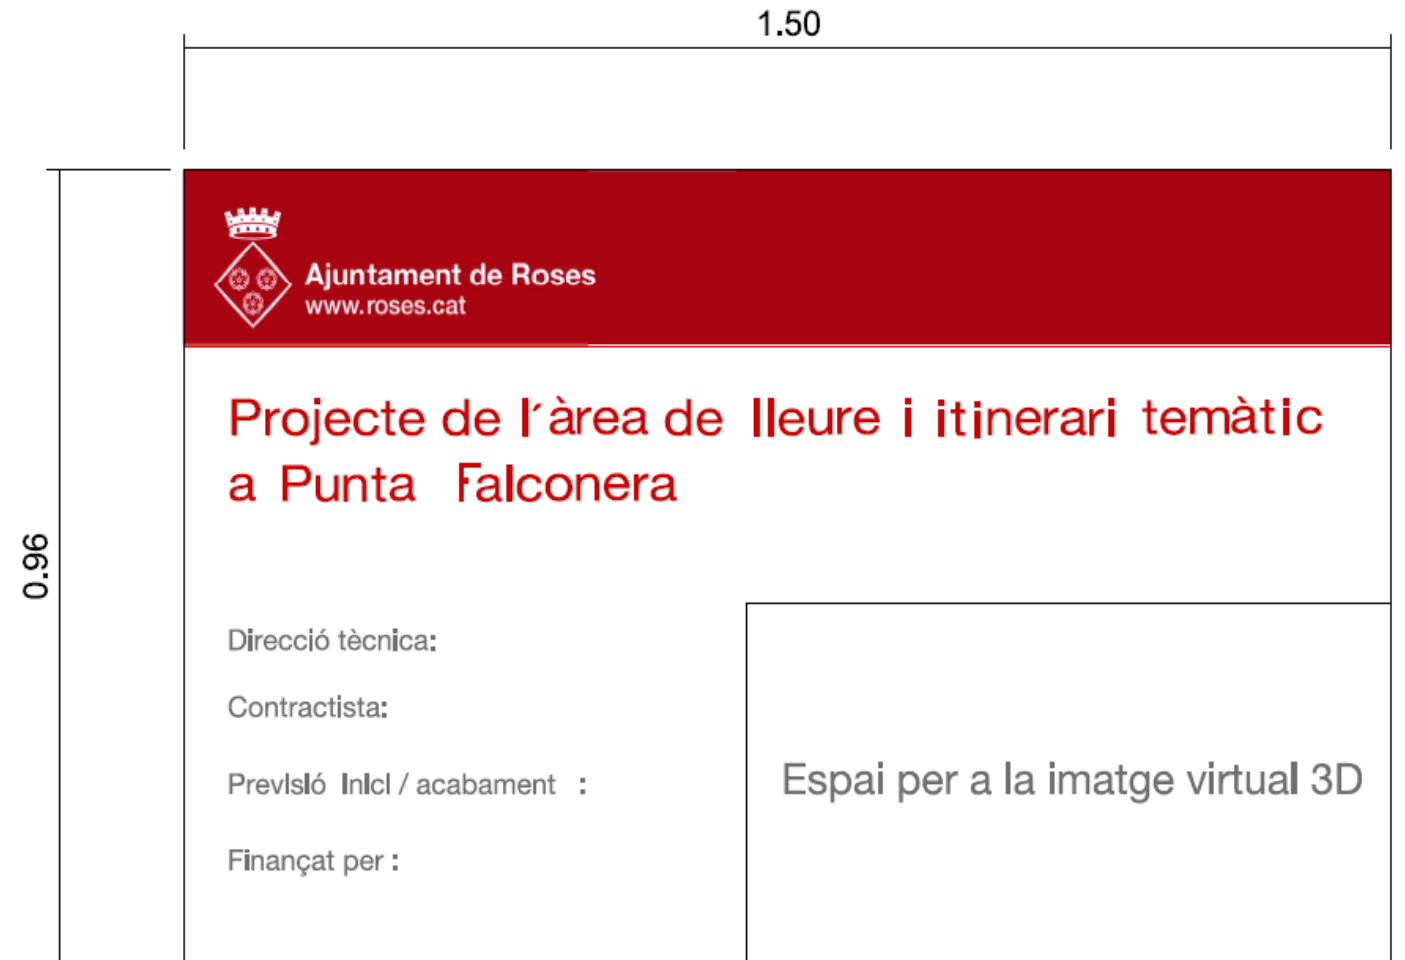 1.50
Ajuntament de Roses
www.roses.cat
Projecte de l´àrea de lleure i itinerari temàtic
a Punta Falconera
0.96
Direcció tècnica:
Contractista:
Previsió inici / acabament :
Finançat per :
Espai per a la imatge virtual 3D